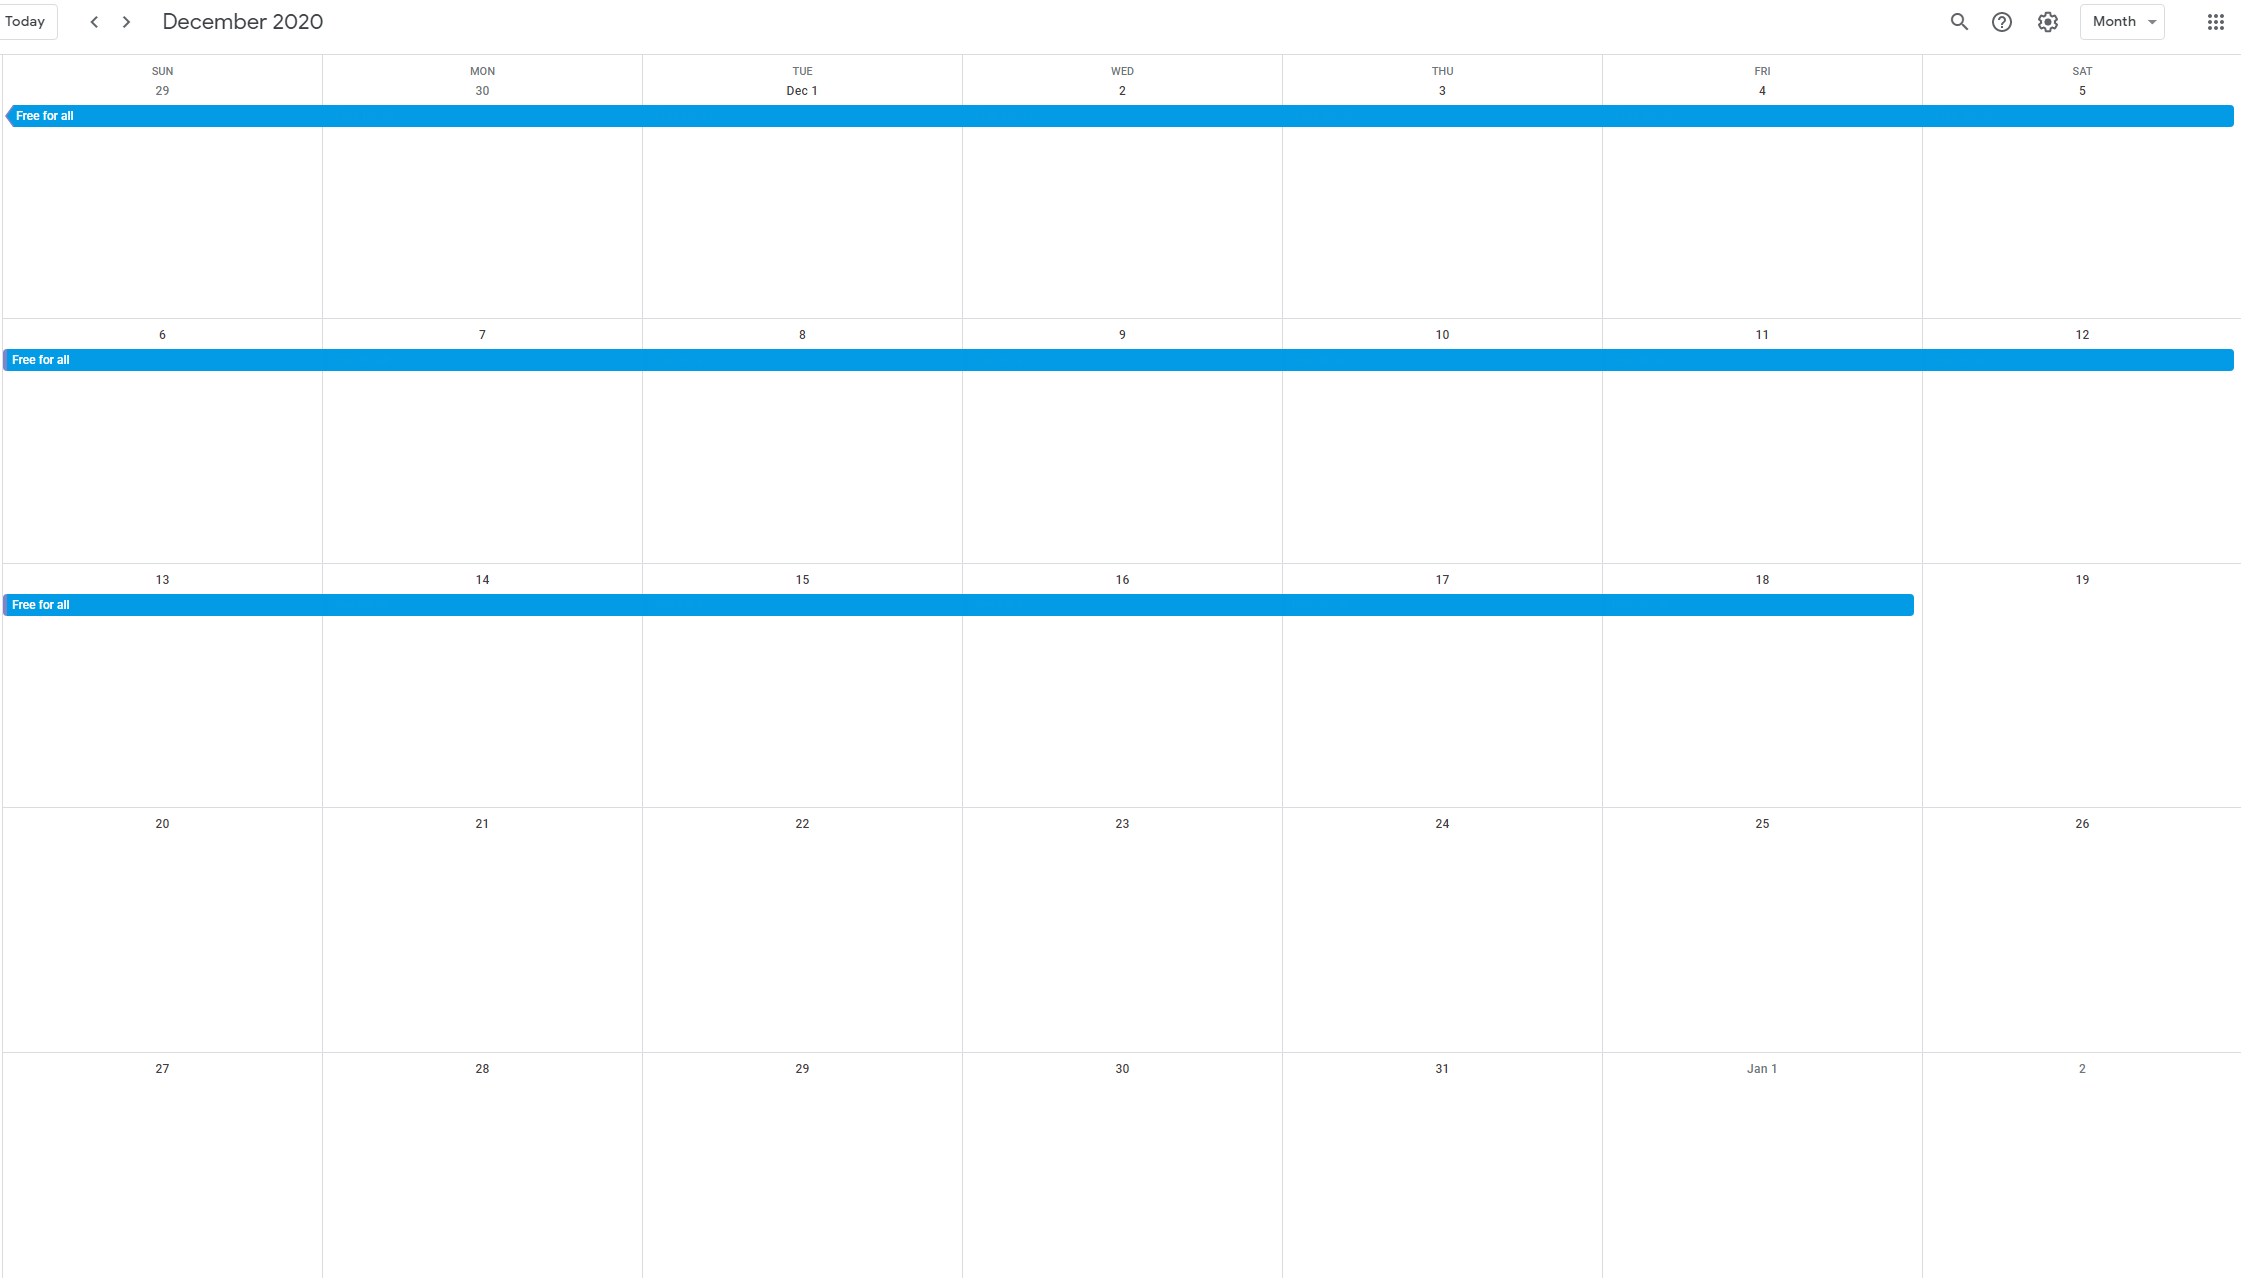 Today December 2020 Month
SUN MON TUE WED THU FRI SAT
29 30 Dec 1 2 3 4 5
Free for all
6 7 8 9 10 11 12
Free for all
13 14 15 16 17 18 19
Free for all
20 21 22 23 24 25 26
27 28 29 30 31 Jan 1 2